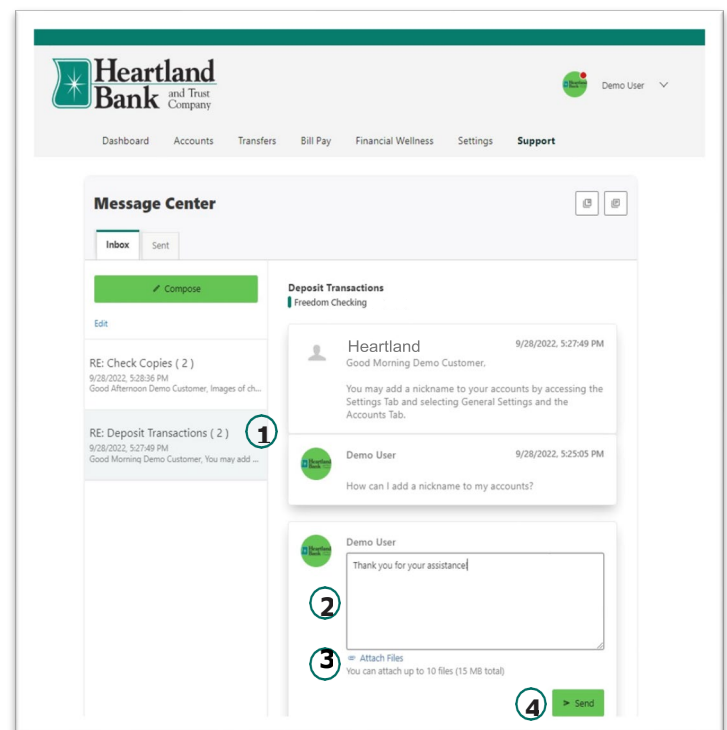 Heartland
Bank and Trust Company
Demo User
Dashboard Accounts Transfers Bill Pay Financial Wellness Settings Support
Message Center
Inbox Sent
Compose
Edit
RE: Check Copies ( 2 )
9/28/2022, 5:28:36 PM
Good Afternoon Demo Customer, Images of ch...
RE: Deposit Transactions ( 2 )
1
9/28/2022, 5:27:49 PM
Good Morning Demo Customer, You may add ...
Deposit Transactions
Freedom Checking
Heartland 9/28/2022, 5:27:49 PM
Good Morning Demo Customer.
You may add a nickname to your accounts by accessing the
Settings Tab and selecting General Settings and the
Accounts Tab.
Demo User 9/28/2022, 5:25:05 PM
How can I add a nickname to my accounts?
Demo User
Thank you for your assistance!
2
3
Attach Files
You can attach up to 10 files (15 MB total)
4
Send